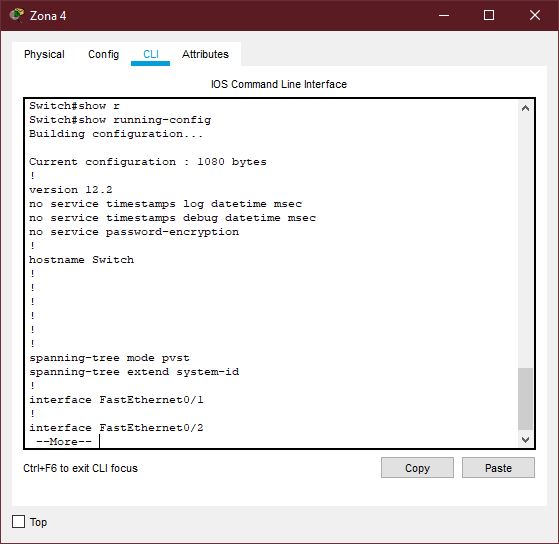 Zona 4
Physical Config CLI Attributes
IOS Command Line Interface
Switch#show r
Switch#show running-config
Building configuration...
Current configuration : 1080 bytes
!
version 12.2
no service timestamps log datetime msec
no service timestamps debug datetime msec
no service password-encryption
!
hostname Switch
!
!
!
!
!
!
spanning-tree mode pvst
spanning-tree extend system-id
!
interface FastEthernet0/1
!
interface FastEthernet0/2
--More--
Ctrl+F6 to exit CLI focus
Copy Paste
Top